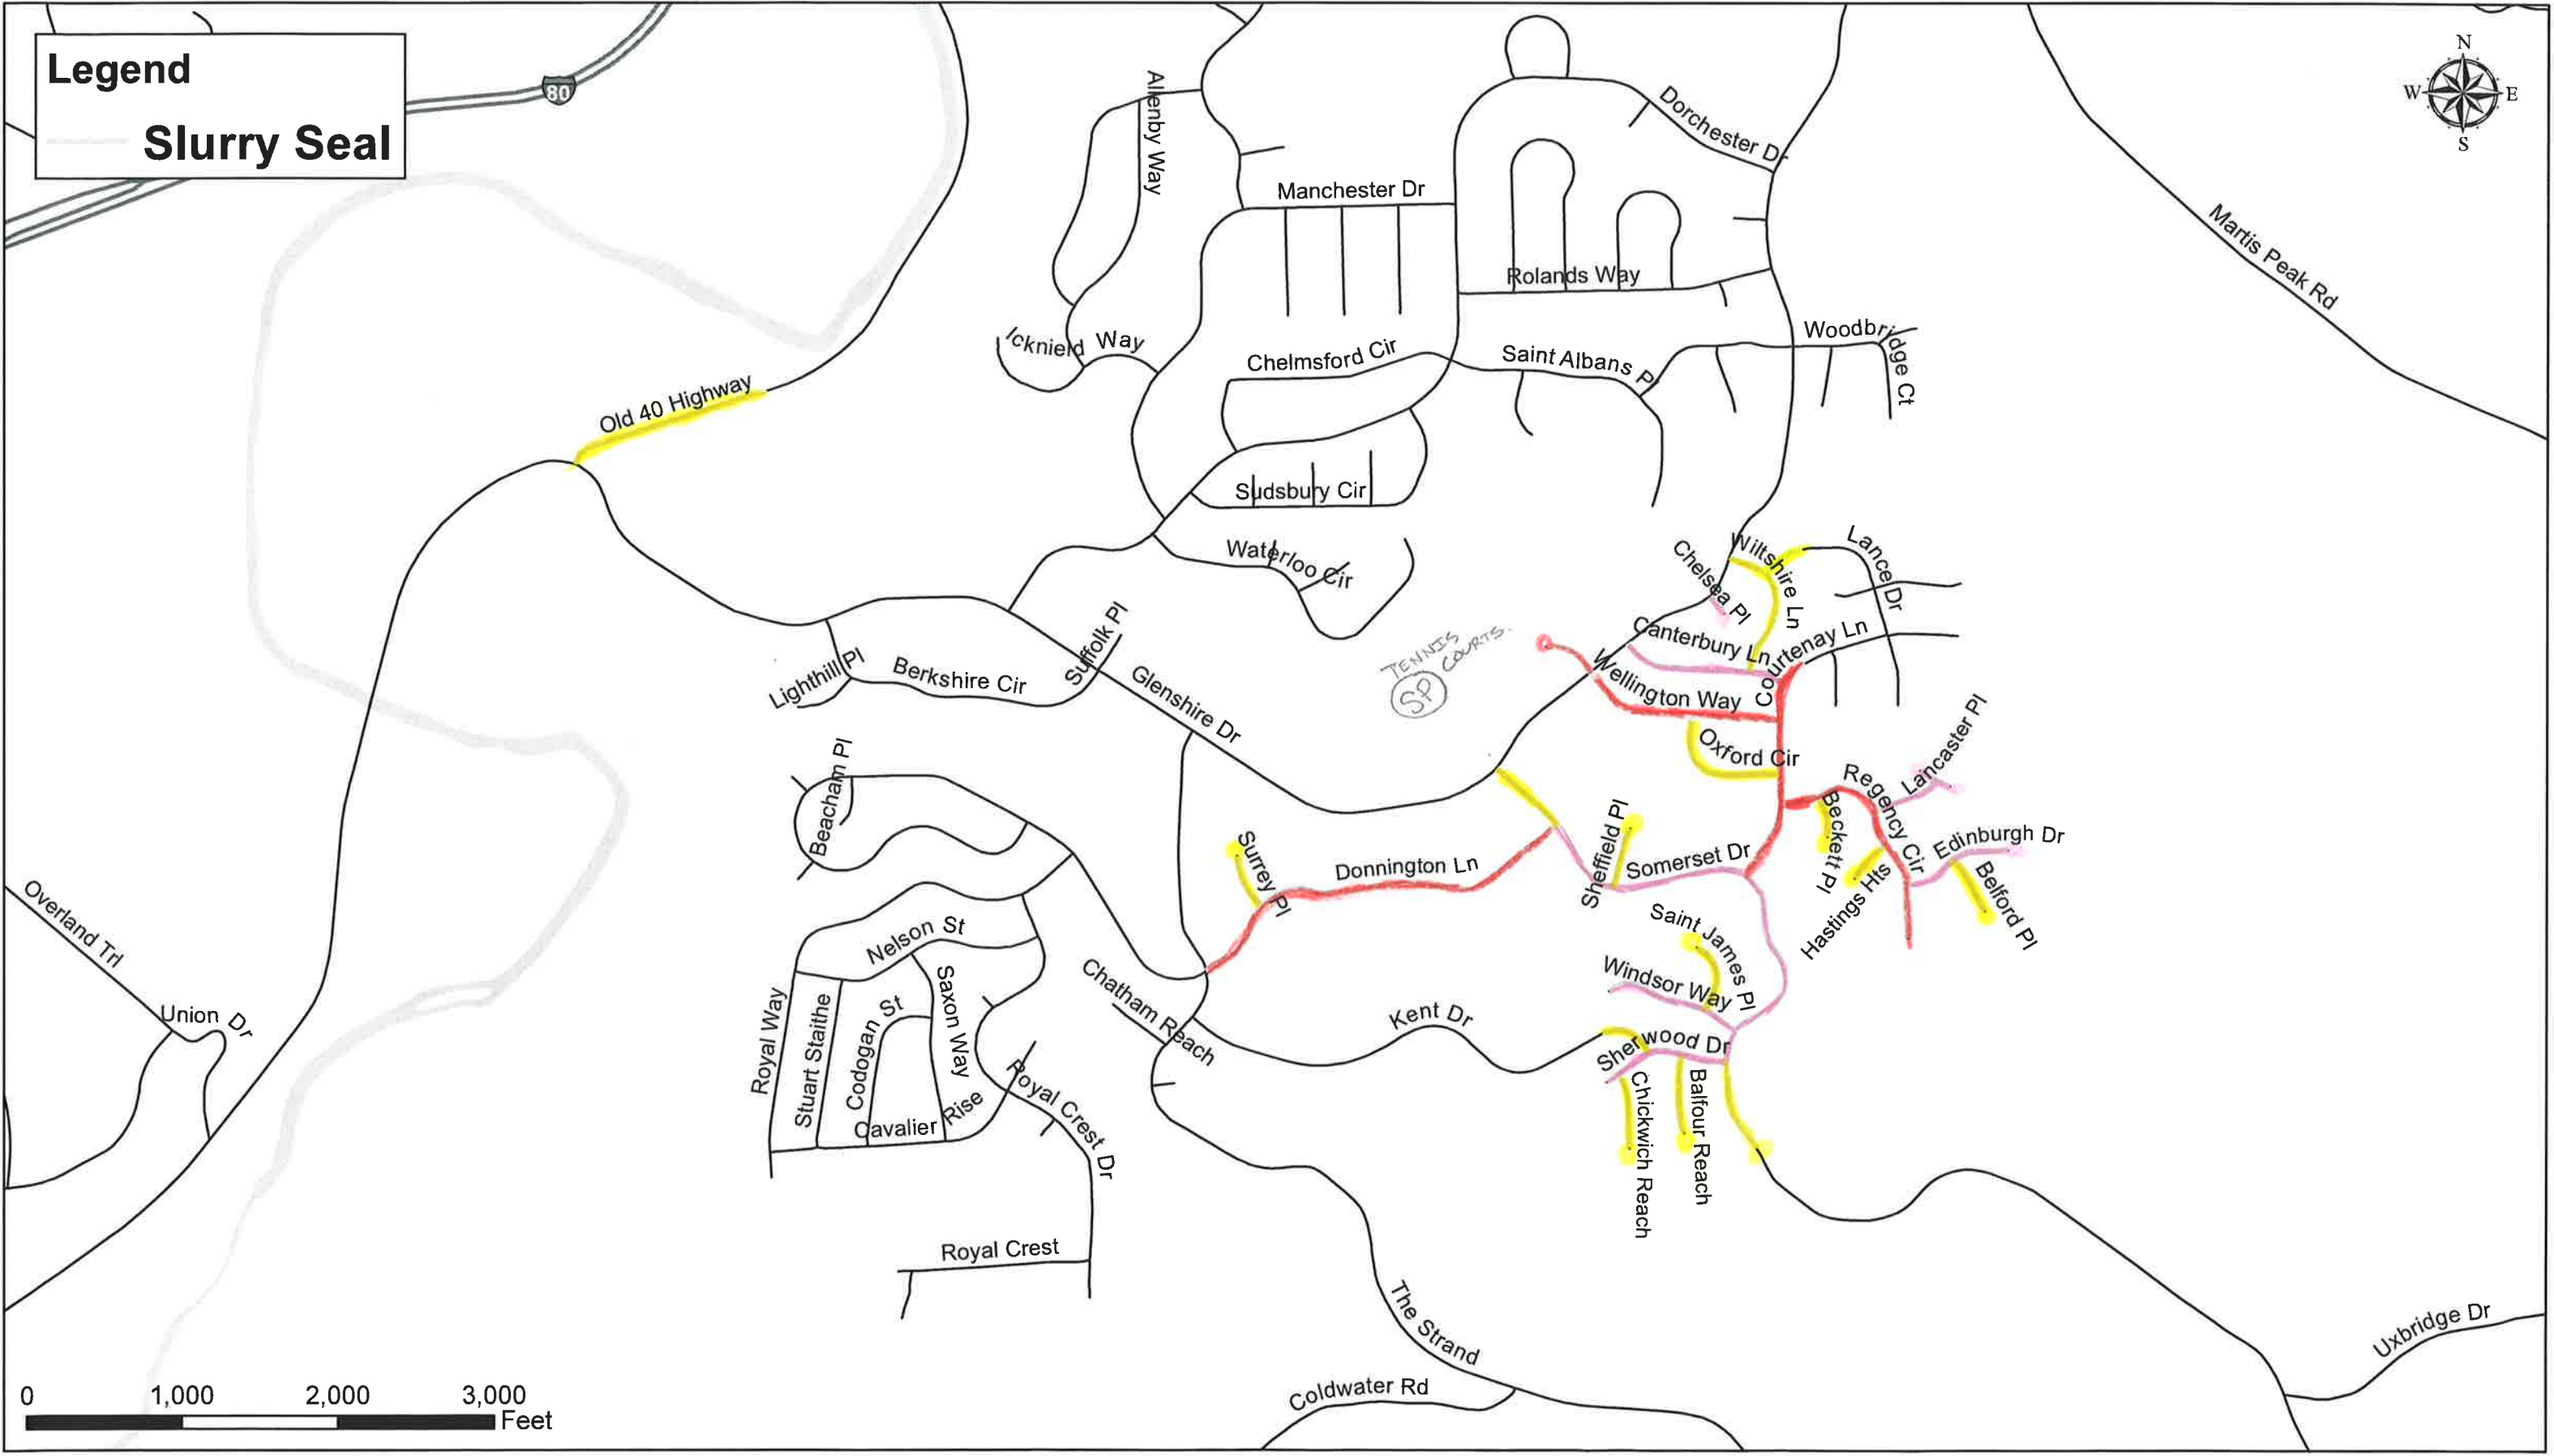 Legend
Slurry Seal
80
N
W
E
S
Allenby Way
Dorchester Dr
Manchester Dr
Martis Peak Rd
Rolands Way
Icknield Way
Chelmsford Cir
Saint Albans Pl
Woodbridge Ct
Old 40 Highway
Sudsbury Cir
Waterloo Cir
Chelsea Pl
Wiltshire Ln
Lance Dr
Canterbury Ln
Courtenay Ln
TENNIS
COURTS.
SP
Wellington Way
Suffolk Pl
Lighthill Pl
Berkshire Cir
Glenshire Dr
Oxford Cir
Lancaster Pl
Regency Cir
Beckett Pl
Edinburgh Dr
Beacham Pl
Surrey Pl
Donnington Ln
Sheffield Pl
Somerset Dr
Hastings Hts
Belford Pl
Overland Trl
Union Dr
Nelson St
Saint James Pl
Windsor Way
Royal Way
Stuart Staithe
Codogan St
Saxon Way
Cavalier Rise
Chatham Reach
Kent Dr
Sherwood Dr
Royal Crest Dr
Chickwich Reach
Balfour Reach
Royal Crest
The Strand
Coldwater Rd
Uxbridge Dr
0 1,000 2,000 3,000
Feet